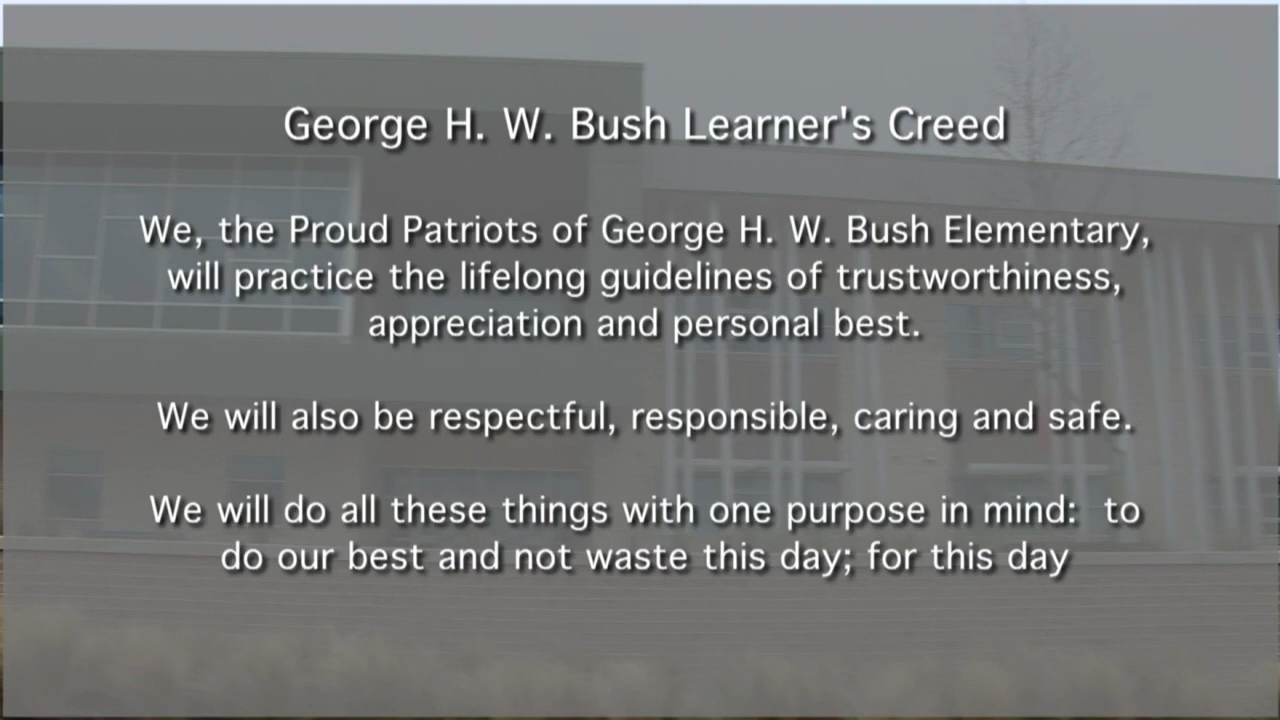 George H. W. Bush Learner's Creed
We, the Proud Patriots of George H. W. Bush Elementary,
will practice the lifelong guidelines of trustworthiness,
appreciation and personal best.
We will also be respectful, responsible, caring and safe.
We will do all these things with one purpose in mind:  to
do our best and not waste this day; for this day